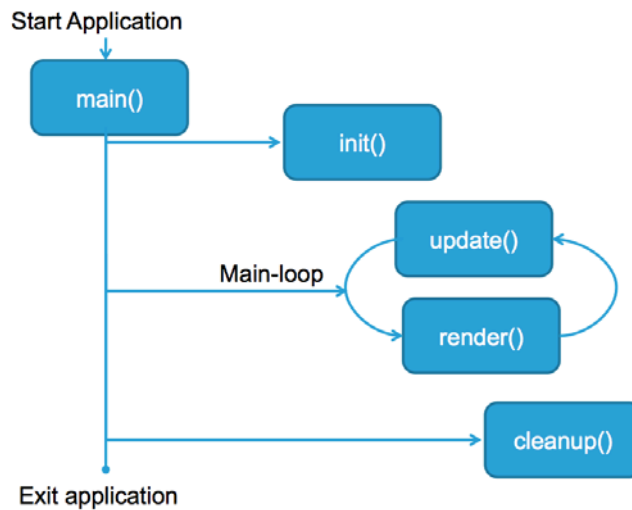 Start Application
main()
init()
update()
Main-loop
render()
cleanup()
Exit application